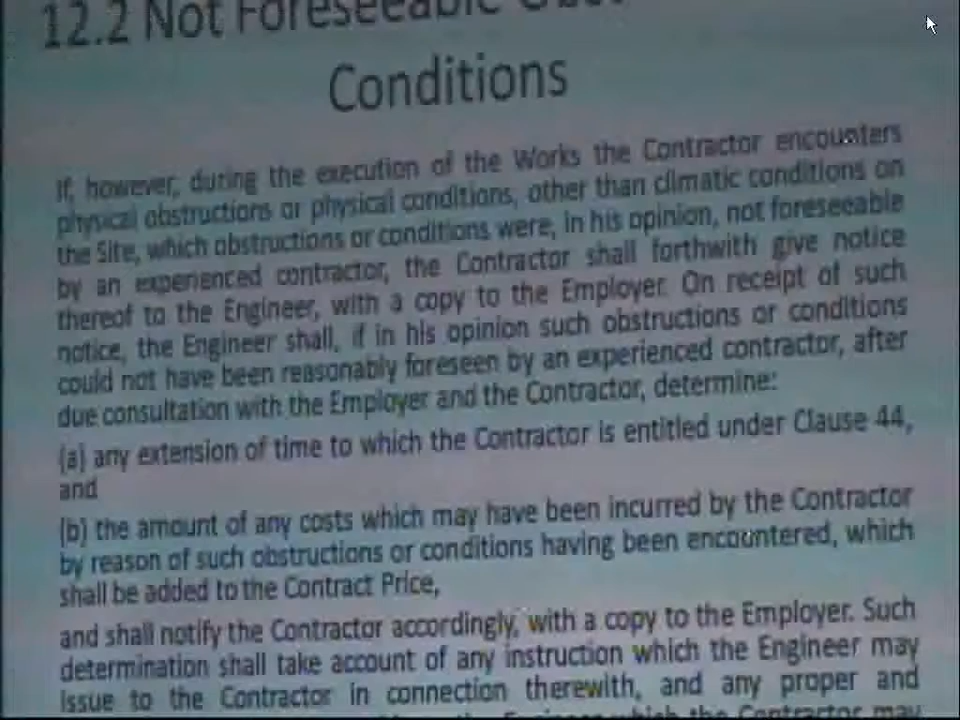 12.2 Not Foreseeable
Conditions
If, however, during the execution of the Works the Contractor encounters
physical obstructions or physical conditions, other than climatic conditions on
the Site, which obstructions or conditions were, in his opinion, not foreseeable
by an experienced contractor, the Contractor shall forthwith give notice
thereof to the Engineer, with a copy to the Employer. On receipt of such
notice, the Engineer shall, if in his opinion such obstructions or conditions
could not have been reasonably foreseen by an experienced contractor, after
due consultation with the Employer and the Contractor, determine:
(a) any extension of time to which the Contractor is entitled under Clause 44,
and
(b) the amount of any costs which may have been incurred by the Contractor
by reason of such obstructions or conditions having been encountered, which
shall be added to the Contract Price,
and shall notify the Contractor accordingly, with a copy to the Employer. Such
determination shall take account of any instruction which the Engineer may
issue to the Contractor in connection therewith, and any proper and
the Engineer which the Contractor may